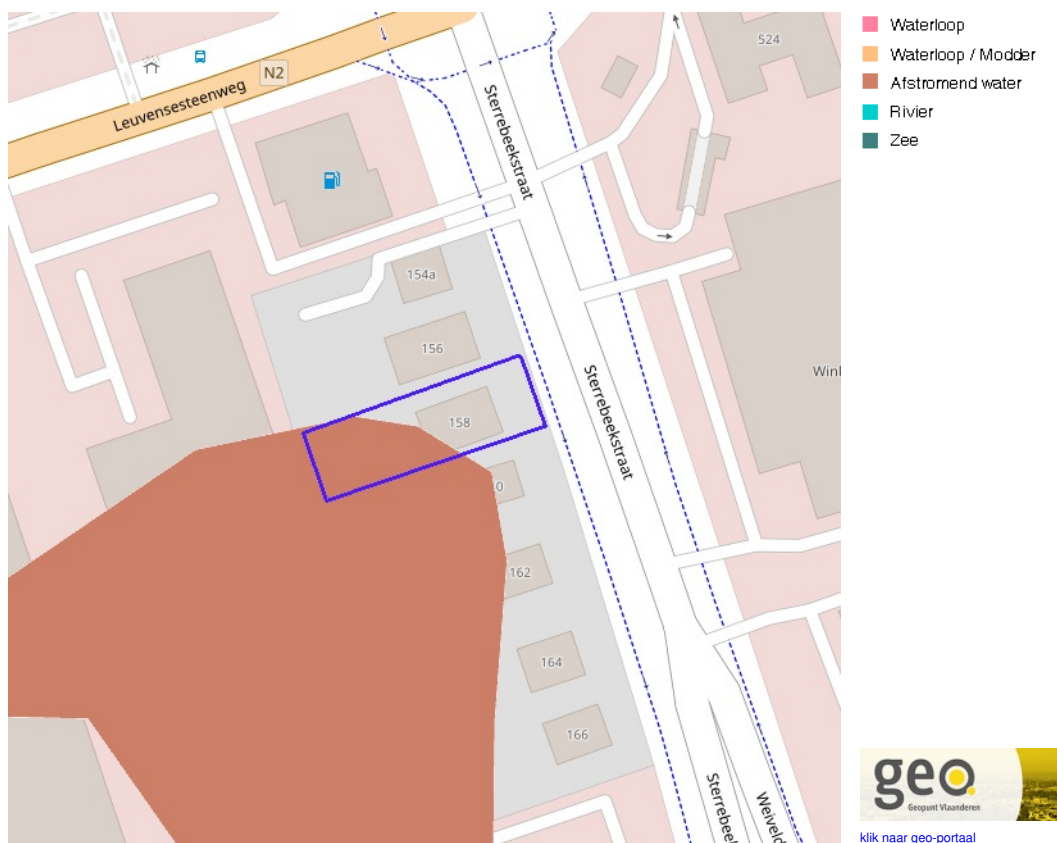 Leuvensesteenweg
N2
524
Sterrebeekstraat
154a
156
158
0
162
164
166
Sterrebeekstraat
Winl
Sterrebeel
Weiveld
Waterloop
Waterloop / Modder
Afstromend water
Rivier
Zee
geo
Geopunt Vlaanderen
klik naar geo-portaal